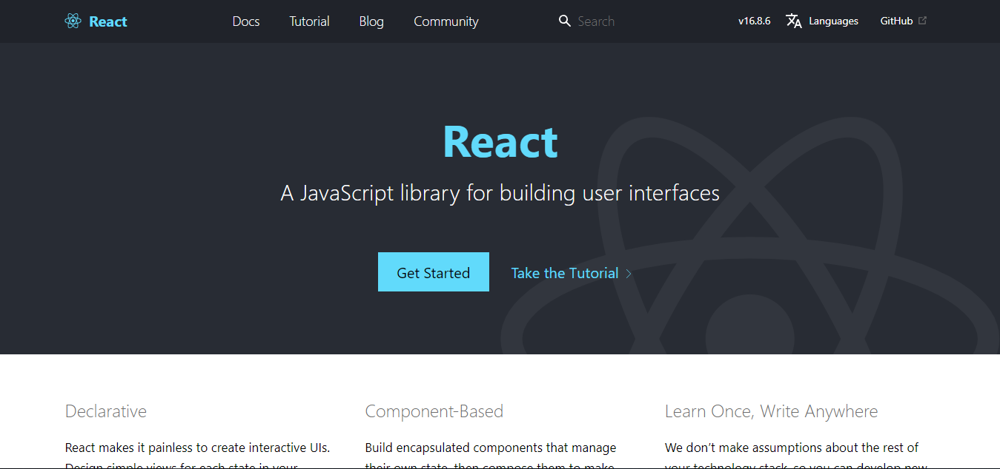 React
Docs
Tutorial
Blog
Community
Search
v16.8.6
Languages
GitHub
React
A JavaScript library for building user interfaces
Get Started
Take the Tutorial
Declarative
React makes it painless to create interactive UIs.
Design simple views for each state in your
Component-Based
Build encapsulated components that manage
their own state, then compose them to make
Learn Once, Write Anywhere
We don’t make assumptions about the rest of
your technology stack, so you can develop new